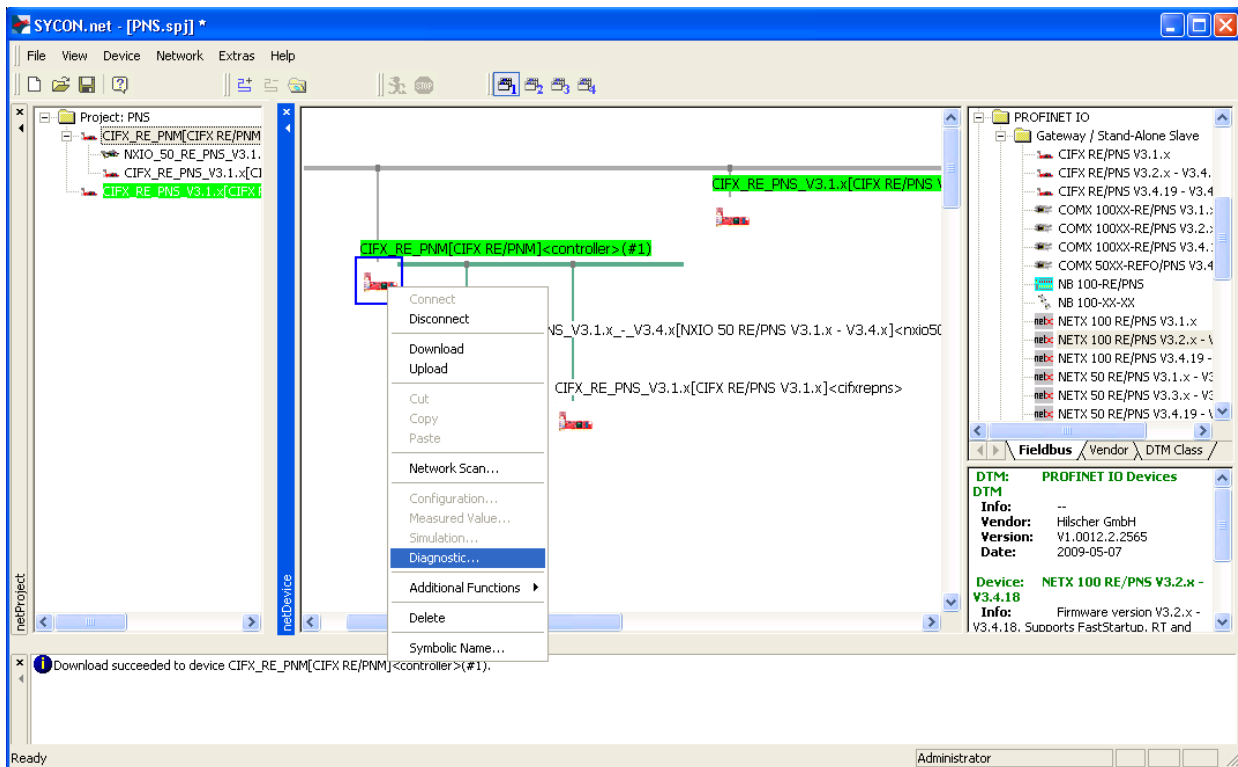 SYCON.net - [PNS.spj] *
File View Device Network Extras Help
STOP
1 2 3 4
Project: PNS
CIFX_RE_PNM[CIFX RE/PNM
NXIO_50_RE_PNS_V3.1.
CIFX_RE_PNS_V3.1.x[CI
CIFX_RE_PNS_V3.1.x[CIFX R
netProject
netDevice
CIFX_RE_PNS_V3.1.x[CIFX RE/PNS V
CIFX_RE_PNM[CIFX RE/PNM]<controller>(#1)
NS_V3.1.x_-_V3.4.x[NXIO 50 RE/PNS V3.1.x - V3.4.x]<nxio50
CIFX_RE_PNS_V3.1.x[CIFX RE/PNS V3.1.x]<cifxrepns>
Connect
Disconnect
Download
Upload
Cut
Copy
Paste
Network Scan...
Configuration...
Measured Value...
Simulation...
Diagnostic...
Additional Functions
Delete
Symbolic Name...
PROFINET IO
Gateway / Stand-Alone Slave
CIFX RE/PNS V3.1.x
CIFX RE/PNS V3.2.x - V3.4.
CIFX RE/PNS V3.4.19 - V3.4
COMX 100XX-RE/PNS V3.1.
COMX 100XX-RE/PNS V3.2.
COMX 100XX-RE/PNS V3.4.
COMX 50XX-REFO/PNS V3.4
NB 100-RE/PNS
NB 100-XX-XX
netX NETX 100 RE/PNS V3.1.x
netX NETX 100 RE/PNS V3.2.x - V
netX NETX 100 RE/PNS V3.4.19 -
netX NETX 50 RE/PNS V3.1.x - V3
netX NETX 50 RE/PNS V3.3.x - V3
netX NETX 50 RE/PNS V3.4.19 - V
Fieldbus Vendor DTM Class
DTM: PROFINET IO Devices
DTM
Info: --
Vendor: Hilscher GmbH
Version: V1.0012.2.2565
Date: 2009-05-07
Device: NETX 100 RE/PNS V3.2.x -
V3.4.18
Info: Firmware version V3.2.x -
V3.4.18. Supports FastStartup, RT and
Download succeeded to device CIFX_RE_PNM[CIFX RE/PNM]<controller>(#1).
Ready
Administrator